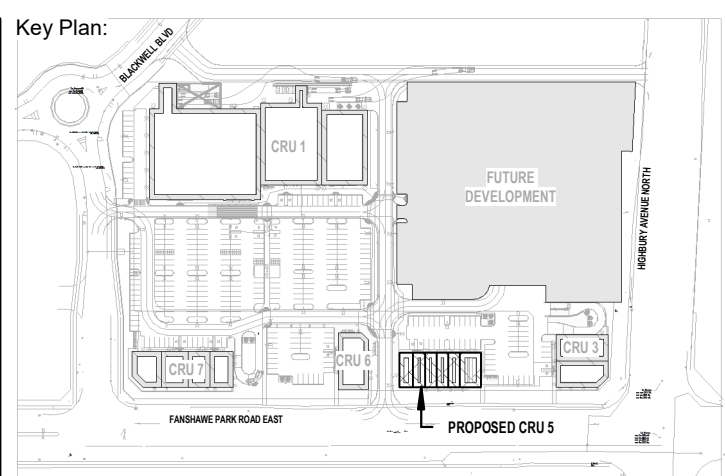 Key Plan:
BLACKWELL BLVD
CRU 1
FUTURE
DEVELOPMENT
HIGHBURY AVENUE NORTH
CRU 7
CRU 6
CRU 3
FANSHAWE PARK ROAD EAST
PROPOSED CRU 5